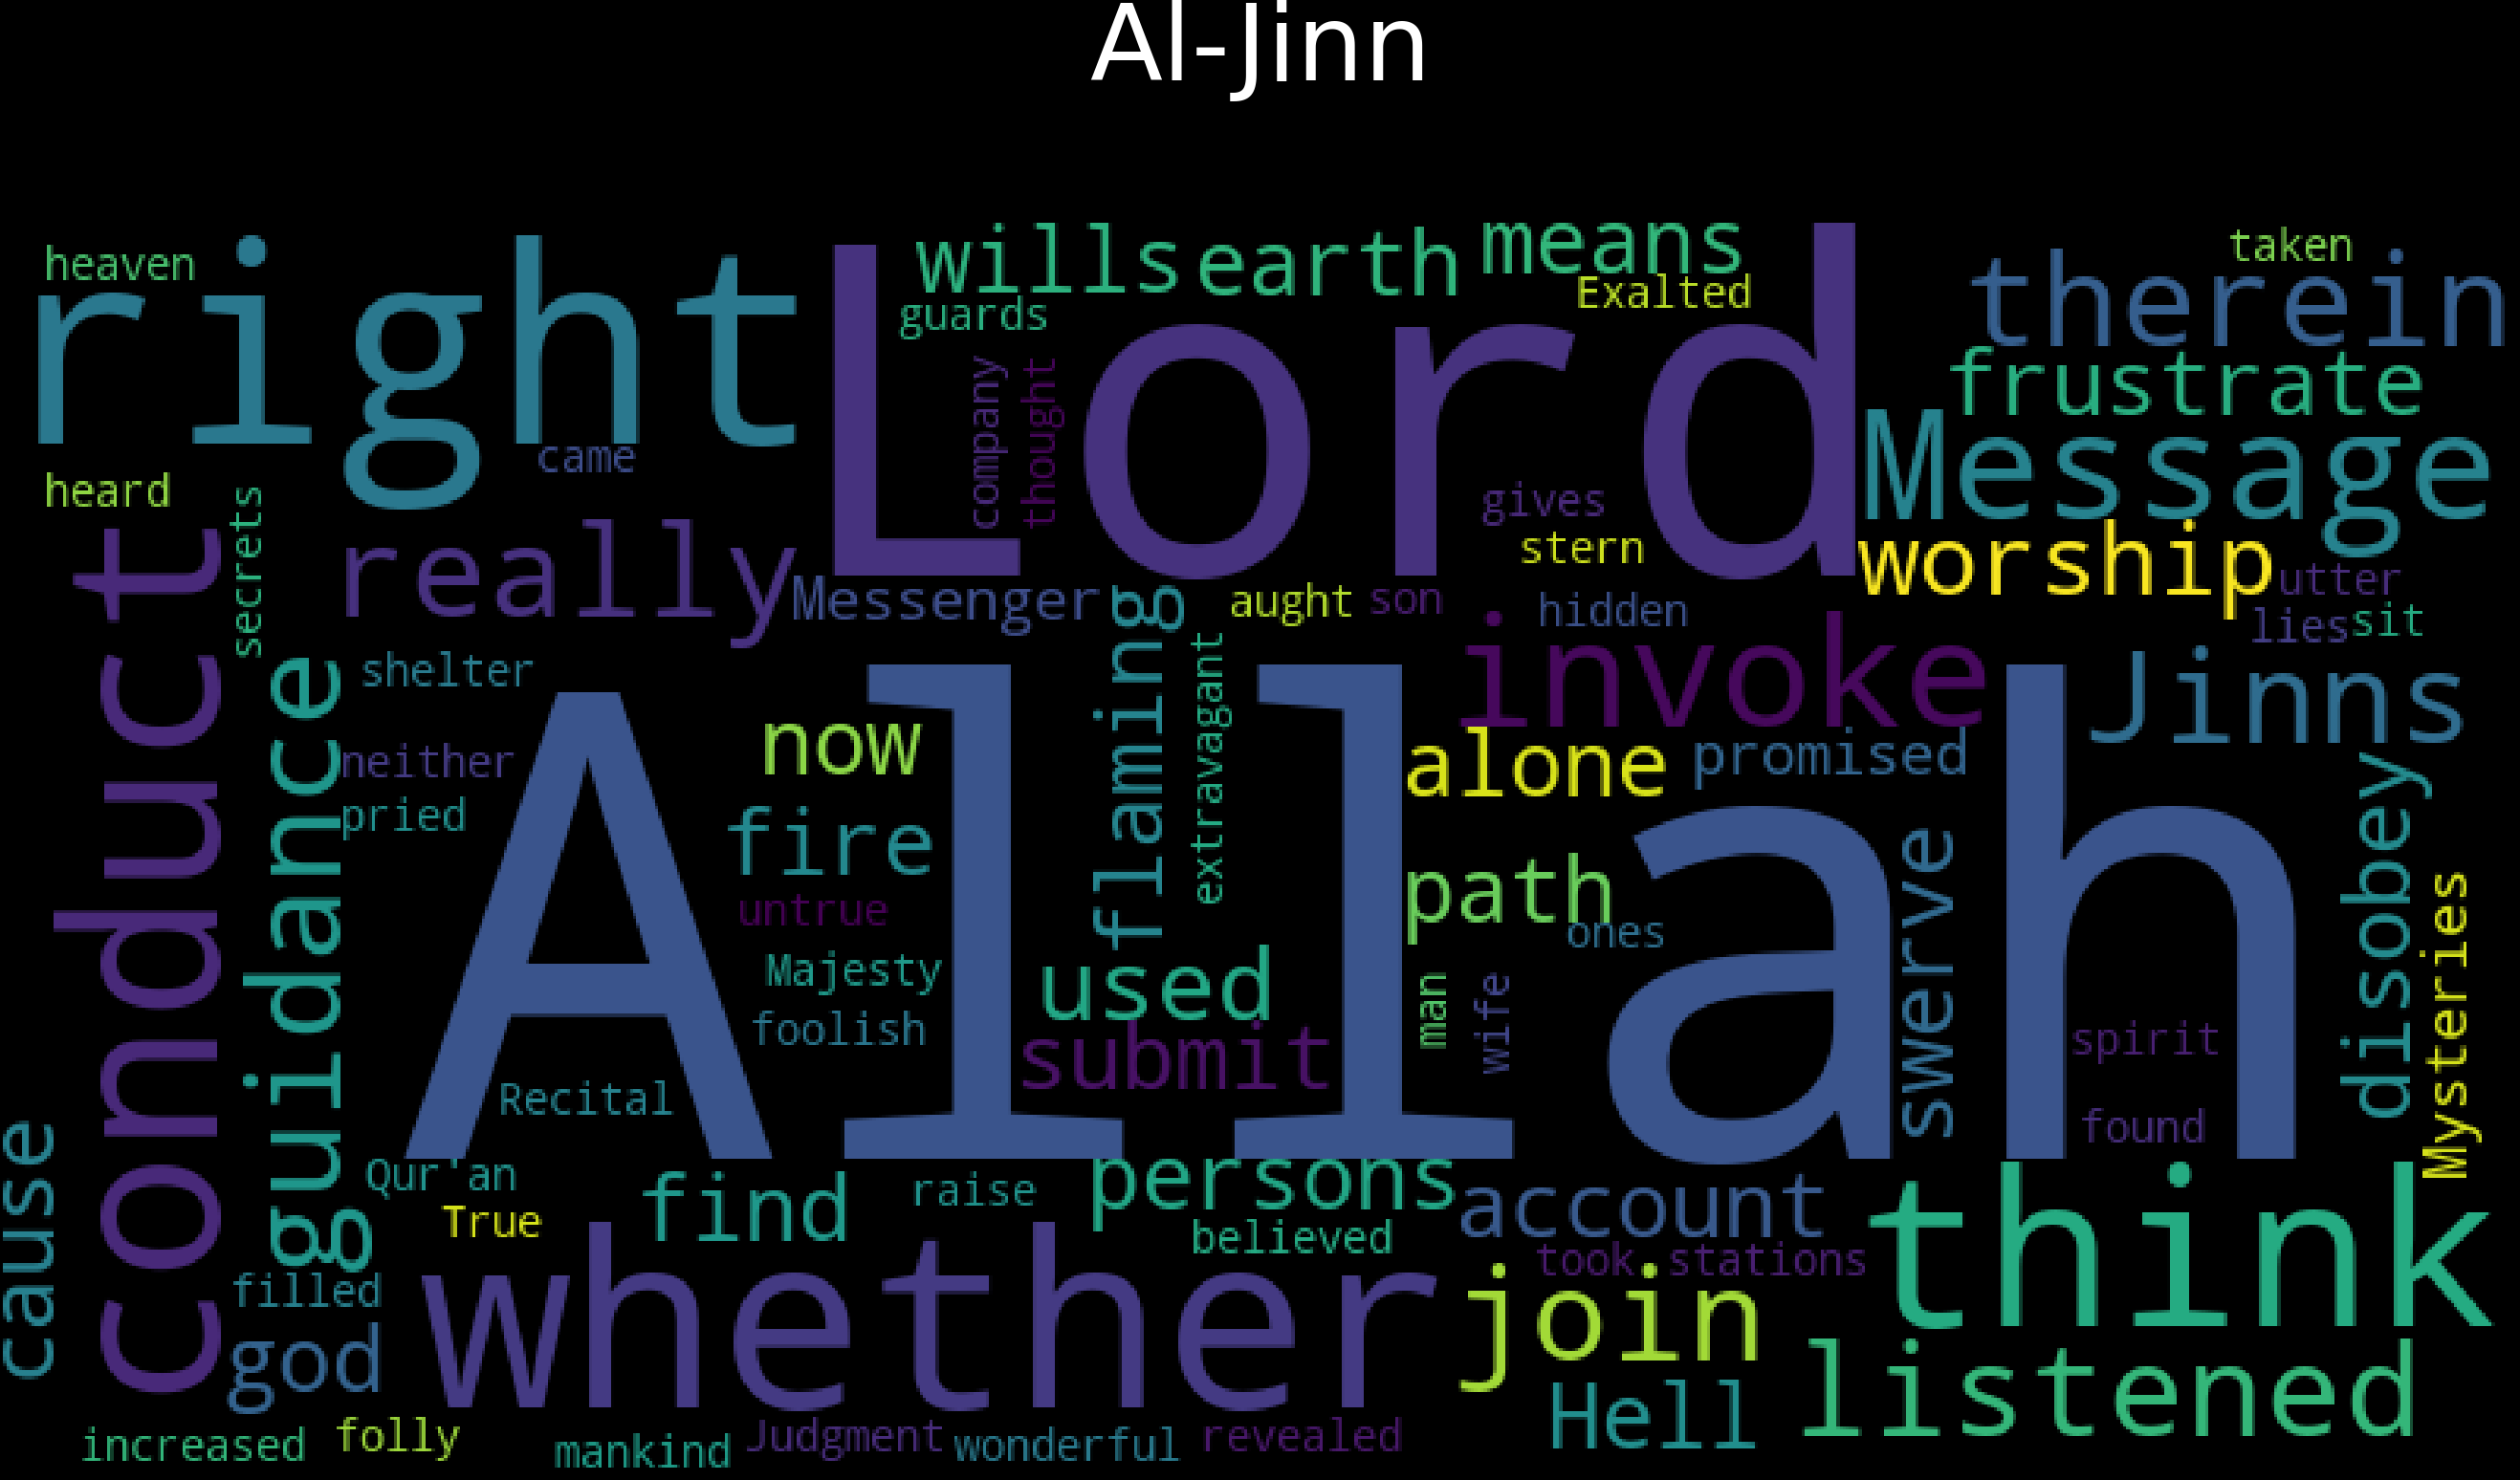 Al-Jinn
heaven
right
Lord
wills
earth
means
Exalted
taken
therein
guards
company
thought
frustrate
Message
came
heard
secrets
conduct
really
Messenger
gives
stern
worship
utter
lies
sit
aught
son
hidden
flaming
extravagant
invoke
Jinns
shelter
guidance
neither
pried
Allah
now
fire
untrue
Majesty
foolish
Recital
alone
promised
path
ones
swerve
disobey
Mysteries
used
submit
man
wife
spirit
found
cause
Qur'an
True
find
raise
persons
believed
account
took
stations
think
filled
god
whether
join
Hell
listened
increased
folly
mankind
Judgment
wonderful
revealed